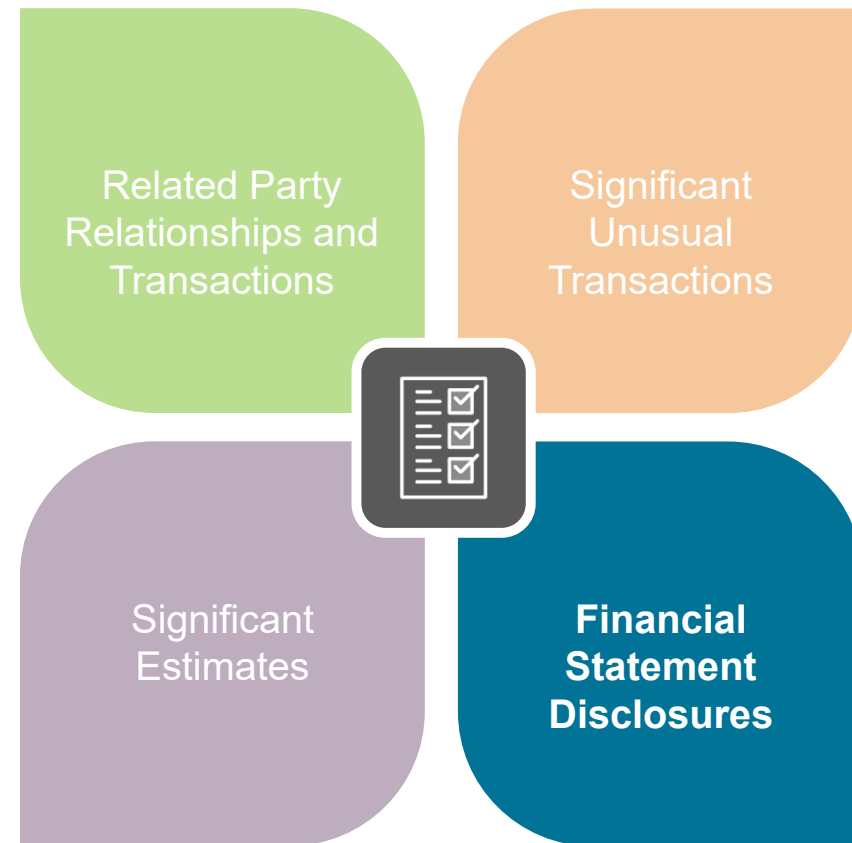 Related Party
Relationships and
Transactions
Significant
Unusual
Transactions
Significant
Estimates
Financial
Statement
Disclosures